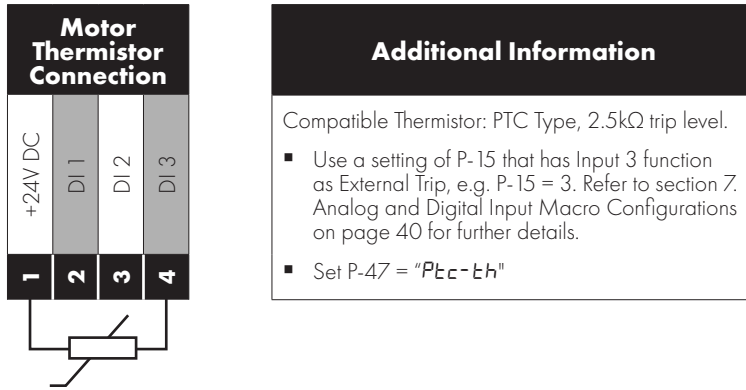 Motor
Thermistor
Connection
+24V DC
DI 1
DI 2
DI 3
1
2
3
4
Additional Information
Compatible Thermistor: PTC Type, 2.5kΩ trip level.
▪ Use a setting of P-15 that has Input 3 function
as External Trip, e.g. P-15 = 3. Refer to section 7.
Analog and Digital Input Macro Configurations
on page 40 for further details.
▪ Set P-47 = “Ptc-th"